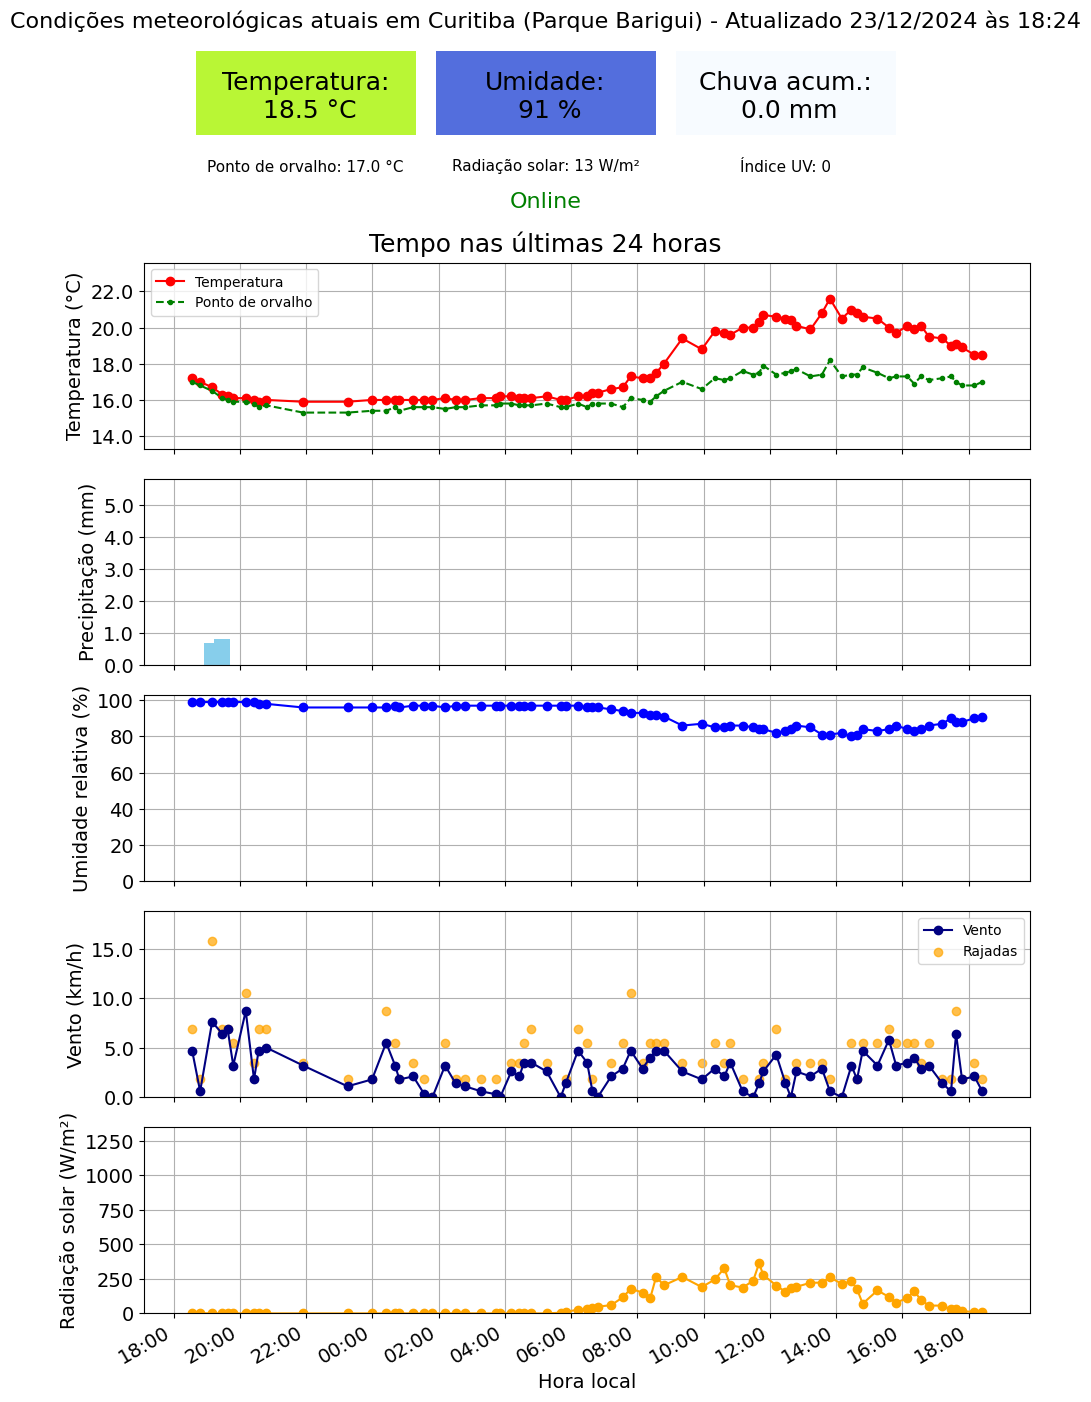 Condições meteorológicas atuais em Curitiba (Parque Barigui) - Atualizado 23/12/2024 às 18:24
Temperatura:
18.5 °C
Umidade:
91 %
Chuva acum.:
0.0 mm
Ponto de orvalho: 17.0 °C
Radiação solar: 13 W/m²
Índice UV: 0
Online
Tempo nas últimas 24 horas
Temperatura (°C)
22.0
20.0
18.0
16.0
14.0
Temperatura
Ponto de orvalho
Precipitação (mm)
5.0
4.0
3.0
2.0
1.0
0.0
Umidade relativa (%)
100
80
60
40
20
0
Vento (km/h)
15.0
10.0
5.0
0.0
Vento
Rajadas
Radiação solar (W/m²)
1250
1000
750
500
250
0
18:00
20:00
22:00
00:00
02:00
04:00
06:00
08:00
10:00
12:00
14:00
16:00
18:00
Hora local